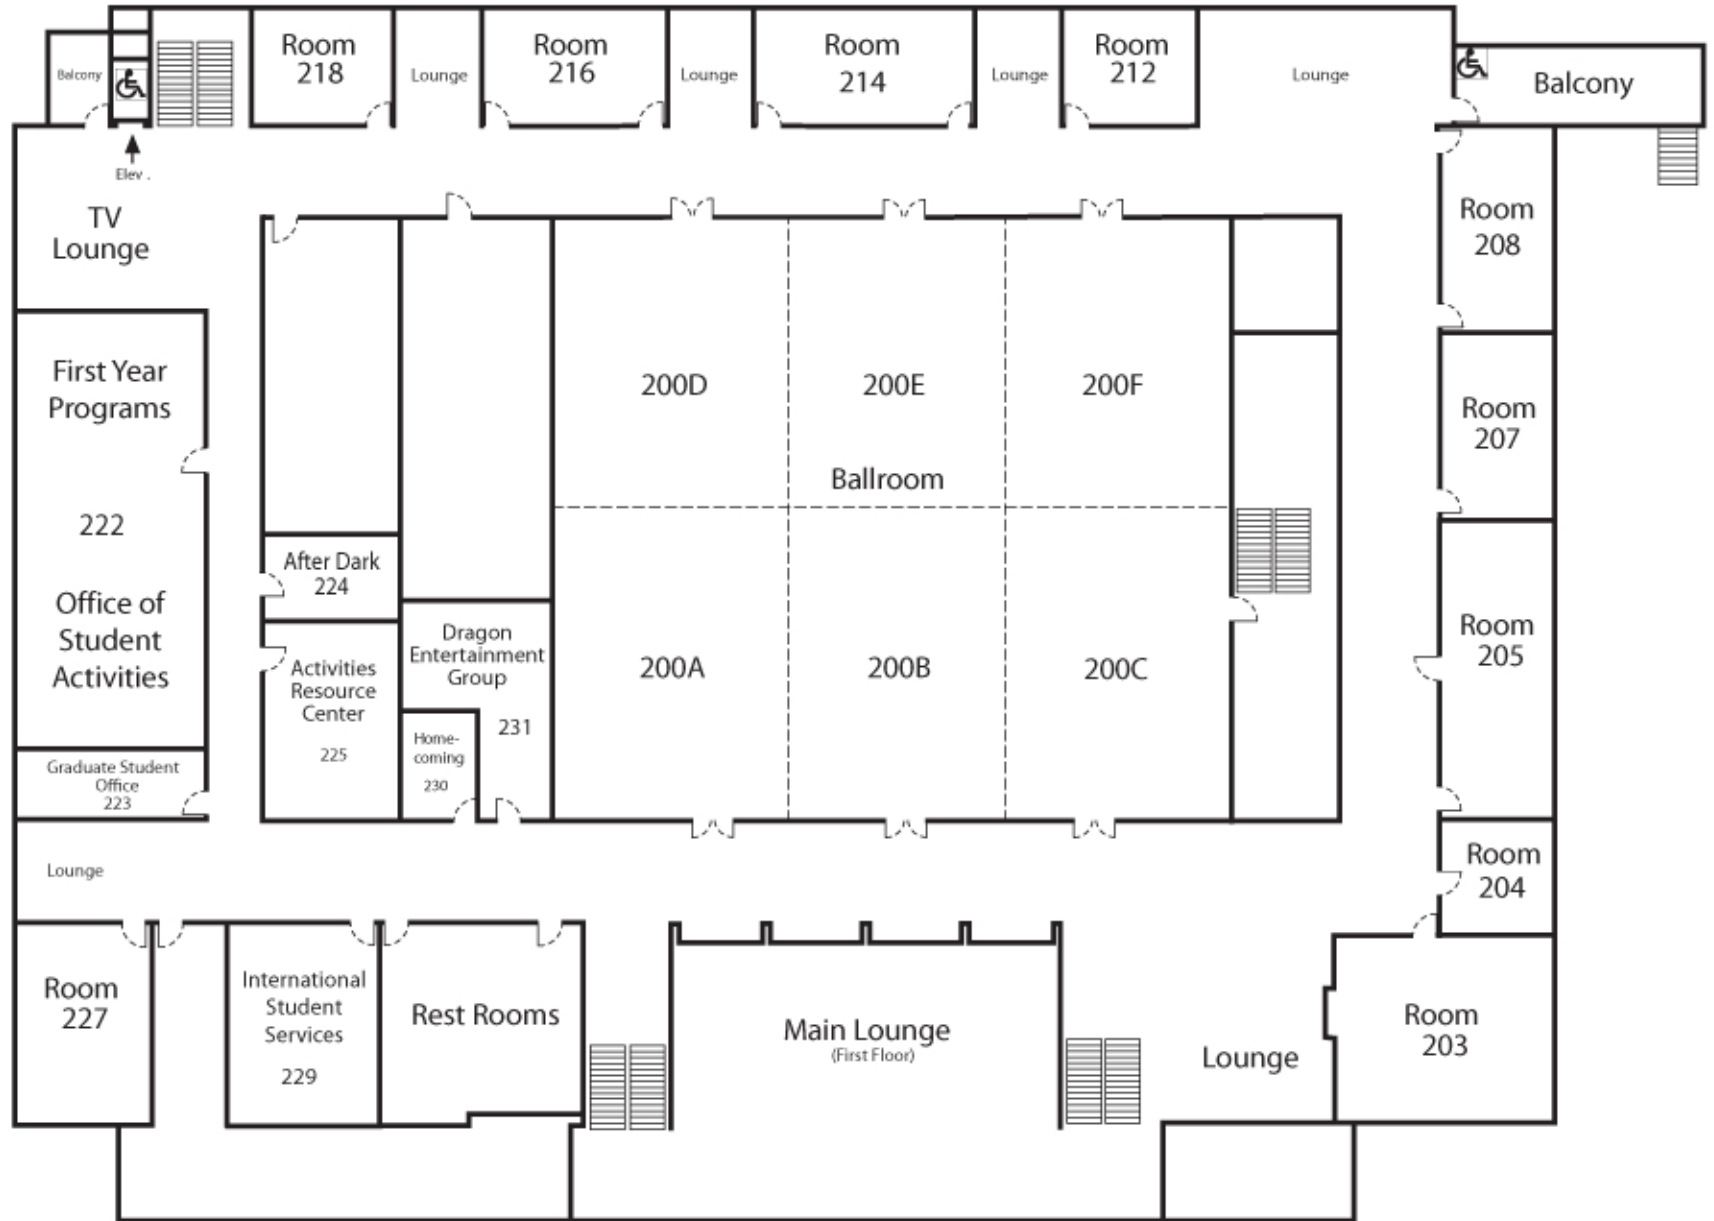 Room
218
Lounge
Room
216
Lounge
Room
214
Lounge
Room
212
Lounge
Balcony
Balcony
Elev .
TV
Lounge
Room
208
First Year
Programs
222
Office of
Student
Activities
200D
200E
200F
Ballroom
Room
207
After Dark
224
Activities
Resource
Center
225
Dragon
Entertainment
Group
231
Home-
coming
230
200A
200B
200C
Room
205
Graduate Student
Office
223
Lounge
Room
204
Room
227
International
Student
Services
229
Rest Rooms
Main Lounge
(First Floor)
Lounge
Room
203